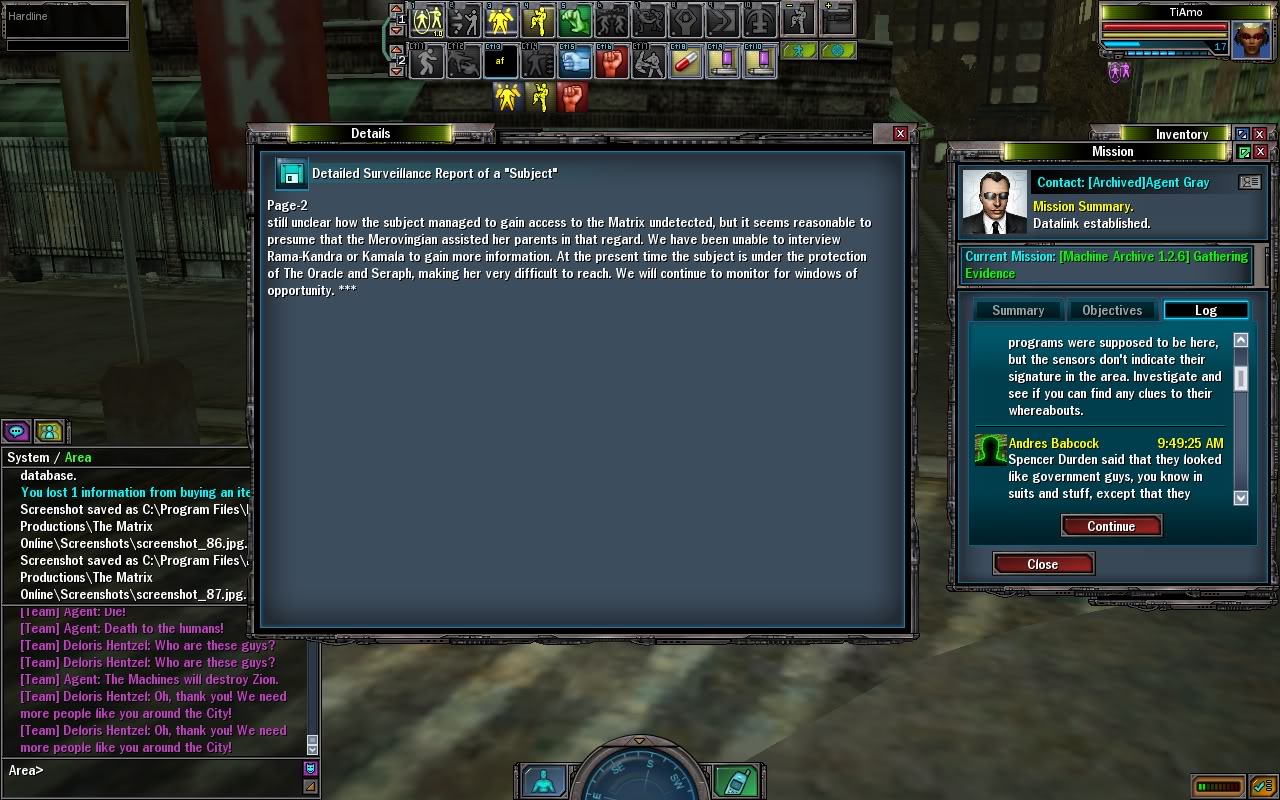 Hardline
1
2
1.0
af
TiAmo
17
Details
Detailed Surveillance Report of a "Subject"
Page-2
still unclear how the subject managed to gain access to the Matrix undetected, but it seems reasonable to
presume that the Merovingian assisted her parents in that regard. We have been unable to interview
Rama-Kandra or Kamala to gain more information. At the present time the subject is under the protection
of The Oracle and Seraph, making her very difficult to reach. We will continue to monitor for windows of
opportunity. ***
Inventory
Mission
Contact: [Archived]Agent Gray
Mission Summary.
Datalink established.
Current Mission: [Machine Archive 1.2.6] Gathering
Evidence
Summary
Objectives
Log
programs were supposed to be here,
but the sensors don't indicate their
signature in the area. Investigate and
see if you can find any clues to their
whereabouts.
Andres Babcock 9:49:25 AM
Spencer Durden said that they looked
like government guys, you know in
suits and stuff, except that they
Continue
Close
System / Area
database.
You lost 1 information from buying an ite
Screenshot saved as C:\Program Files\
Productions\The Matrix
Online\Screenshots\screenshot_86.jpg.
Screenshot saved as C:\Program Files\
Productions\The Matrix
Online\Screenshots\screenshot_87.jpg.
[Team] Agent: Die!
[Team] Agent: Death to the humans!
[Team] Deloris Hentzel: Who are these guys?
[Team] Deloris Hentzel: Who are these guys?
[Team] Agent: The Machines will destroy Zion.
[Team] Deloris Hentzel: Oh, thank you! We need
more people like you around the City!
[Team] Deloris Hentzel: Oh, thank you! We need
more people like you around the City!
Area>
E SE S SW